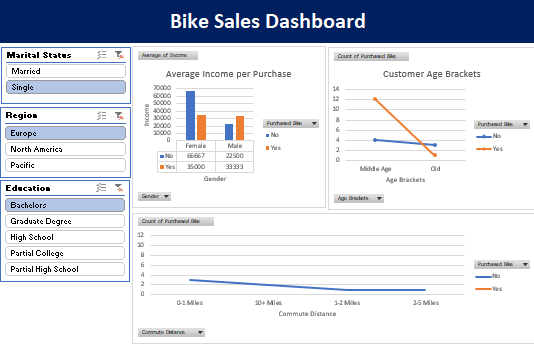 Bike Sales Dashboard
Marital Status
Married
Single
Region
Europe
North America
Pacific
Education
Bachelors
Graduate Degree
High School
Partial College
Partial High School
Average of Income
Average Income per Purchase
Income
70000
60000
50000
40000
30000
20000
10000
0
Female Male
No 66667 22500
Yes 35000 33333
Gender
Purchased Bike
No
Yes
Gender
Count of Purchased Bike
Customer Age Brackets
14
12
10
8
6
4
2
0
Middle Age Old
Age Brackets
Purchased Bike
No
Yes
Age Brackets
Count of Purchased Bike
12
10
8
6
4
2
0
0-1 Miles 10+ Miles 1-2 Miles 2-5 Miles
Commute Distance
Purchased Bike
No
Yes
Commute Distance